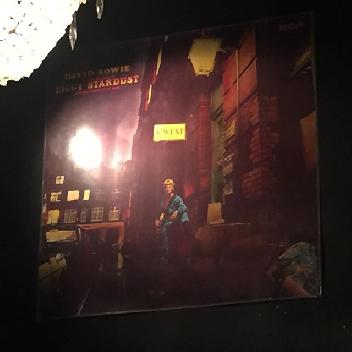 DAVID BOWIE
ZIGGY STARDUST
RCA
K.WEST